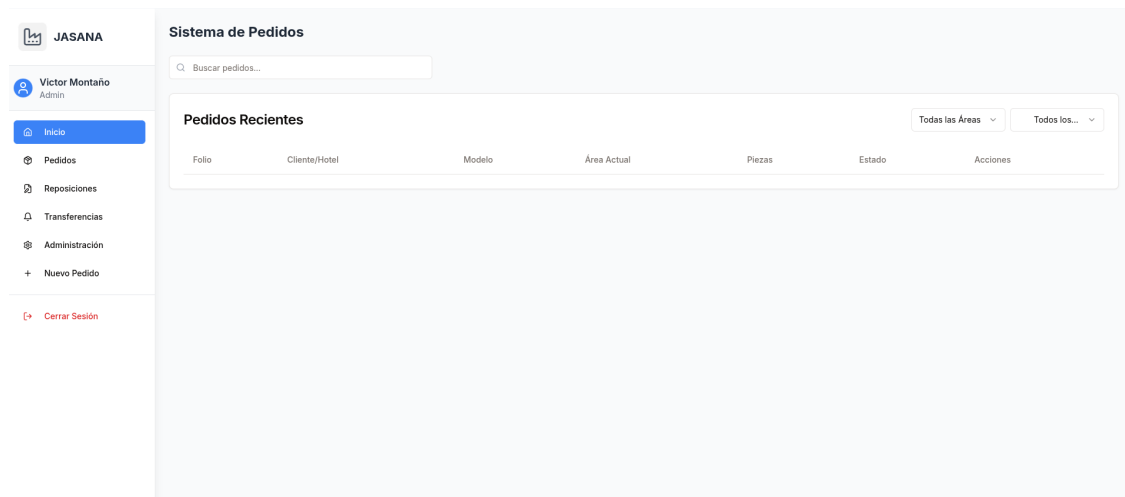 JASANA
Victor Montaño
Admin
Inicio
Pedidos
Reposiciones
Transferencias
Administración
Nuevo Pedido
Cerrar Sesión
Sistema de Pedidos
Buscar pedidos...
Pedidos Recientes
Todas las Áreas
Todos los...
Folio Cliente/Hotel Modelo Área Actual Piezas Estado Acciones